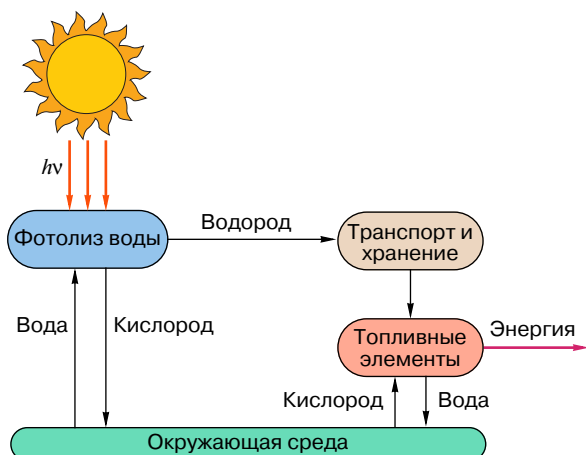 hν
Водород
Фотолиз воды
Транспорт и
хранение
Вода
Кислород
Топливные
элементы
Энергия
Кислород
Вода
Окружающая среда